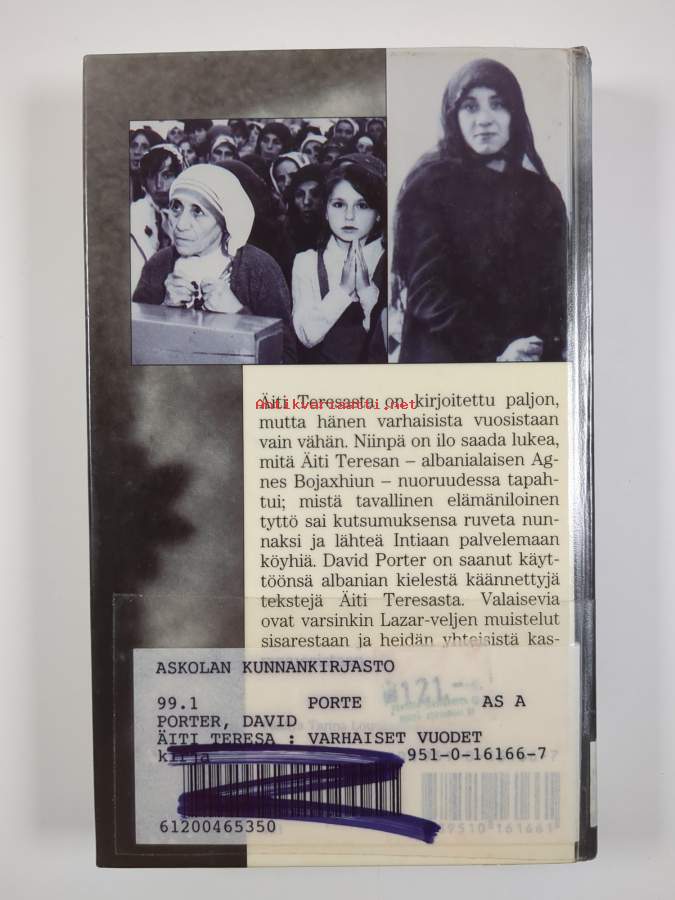 Äiti Teresasta on kirjoitettu paljon,
Antikvariaatti.net
mutta hänen varhaisista vuosistaan
vain vähän. Niinpä on ilo saada lukea,
mitä Äiti Teresan – albanialaisen Ag-
nes Bojaxhiun – nuoruudessa tapah-
tui; mistä tavallinen elämäniloinen
tyttö sai kutsumuksensa ruveta nun-
naksi ja lähteä Intiaan palvelemaan
köyhiä. David Porter on saanut käyt-
töönsä albanian kielestä käännettyjä
tekstejä Äiti Teresasta. Valaisevia
ovat varsinkin Lazar-veljen muistelut
sisarestaan ja heidän yhteisistä kas-
ASKOLAN KUNNANKIRJASTO
121.–
99.1 PORTE AS A
PORTER, DAVID
ÄITI TERESA : VARHAISET VUODET
kirja 951-0-16166-7
61200465350